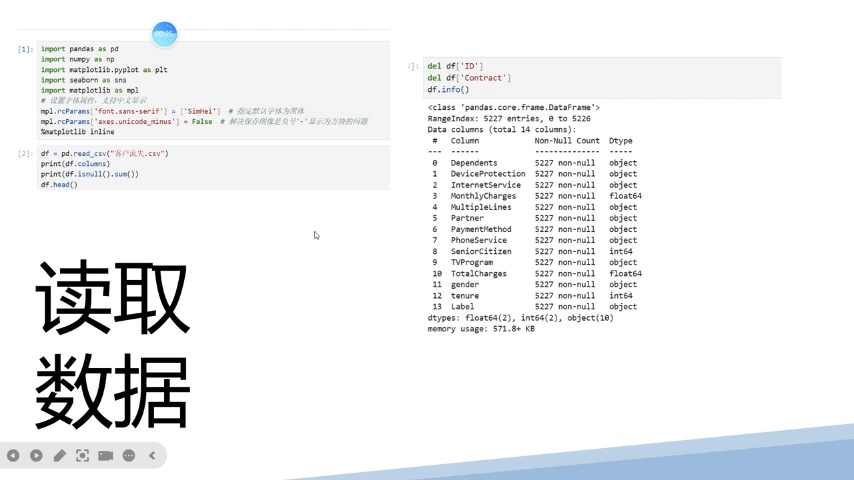 [1]:
import pandas as pd
import numpy as np
import matplotlib.pyplot as plt
import seaborn as sns
import matplotlib as mpl
# 设置字体属性，支持中文显示
mpl.rcParams['font.sans-serif'] = ['SimHei']  # 指定默认字体为黑体
mpl.rcParams['axes.unicode_minus'] = False  # 解决保存图像是负号'-'显示为方块的问题
%matplotlib inline
[2]:
df = pd.read_csv("客户流失.csv")
print(df.columns)
print(df.isnull().sum())
df.head()
读取
数据
]:
del df['ID']
del df['Contract']
df.info()
<class 'pandas.core.frame.DataFrame'>
RangeIndex: 5227 entries, 0 to 5226
Data columns (total 14 columns):
#   Column            Non-Null Count  Dtype
---  ------            --------------  -----
0   Dependents        5227 non-null   object
1   DeviceProtection  5227 non-null   object
2   InternetService   5227 non-null   object
3   MonthlyCharges    5227 non-null   float64
4   MultipleLines     5227 non-null   object
5   Partner           5227 non-null   object
6   PaymentMethod     5227 non-null   object
7   PhoneService      5227 non-null   object
8   SeniorCitizen     5227 non-null   int64
9   TVProgram         5227 non-null   object
10  TotalCharges      5227 non-null   float64
11  gender            5227 non-null   object
12  tenure            5227 non-null   int64
13  Label             5227 non-null   object
dtypes: float64(2), int64(2), object(10)
memory usage: 571.8+ KB